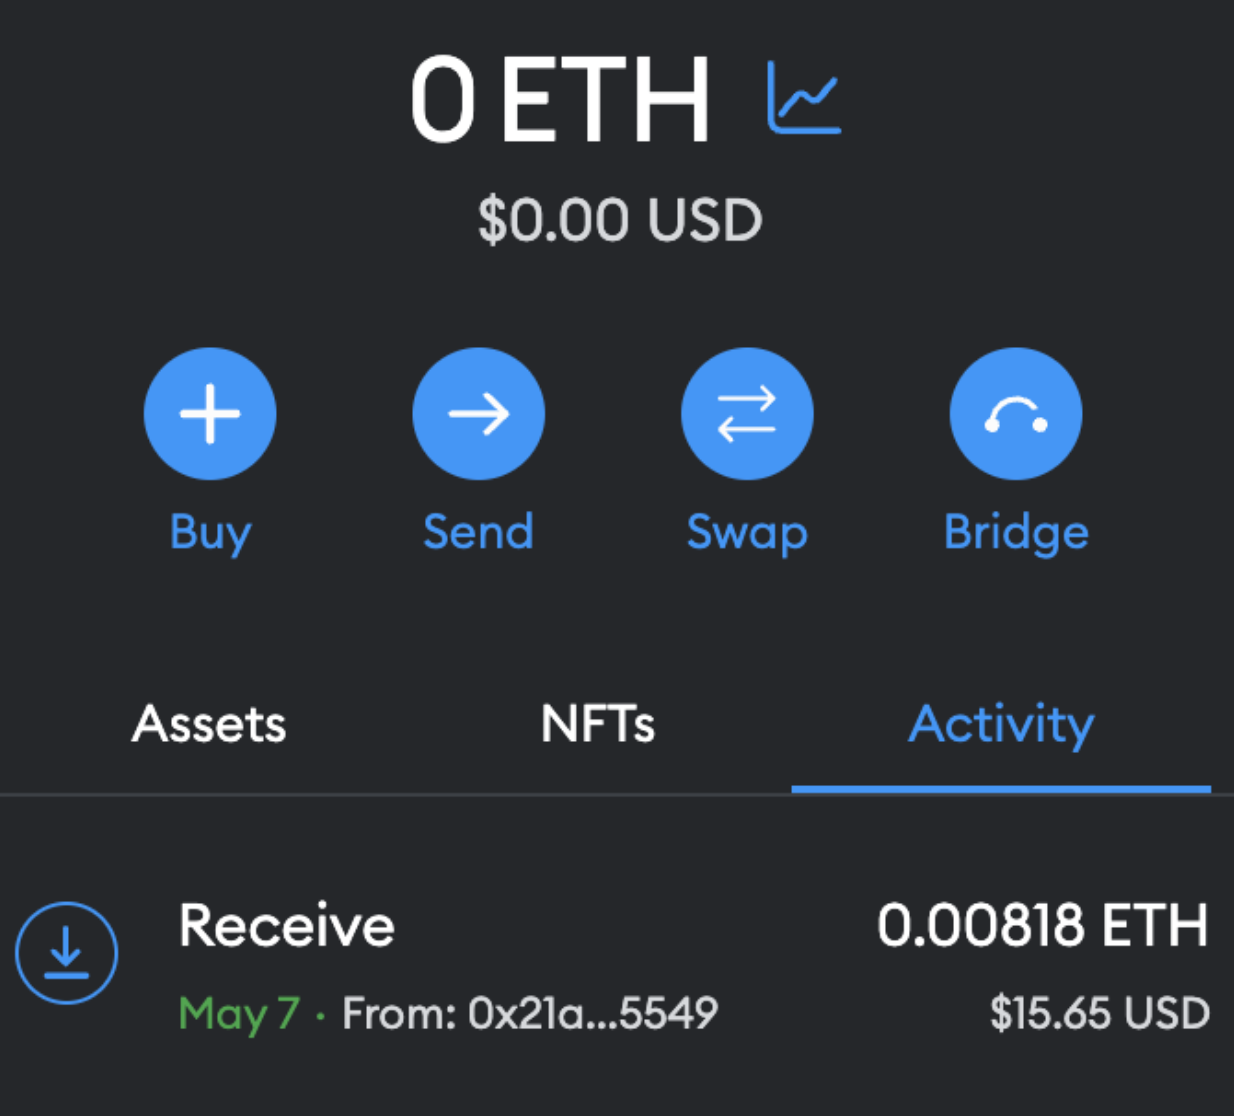 0 ETH
$0.00 USD
Buy Send Swap Bridge
Assets NFTs Activity
Receive 0.00818 ETH
May 7 · From: 0x21a...5549 $15.65 USD